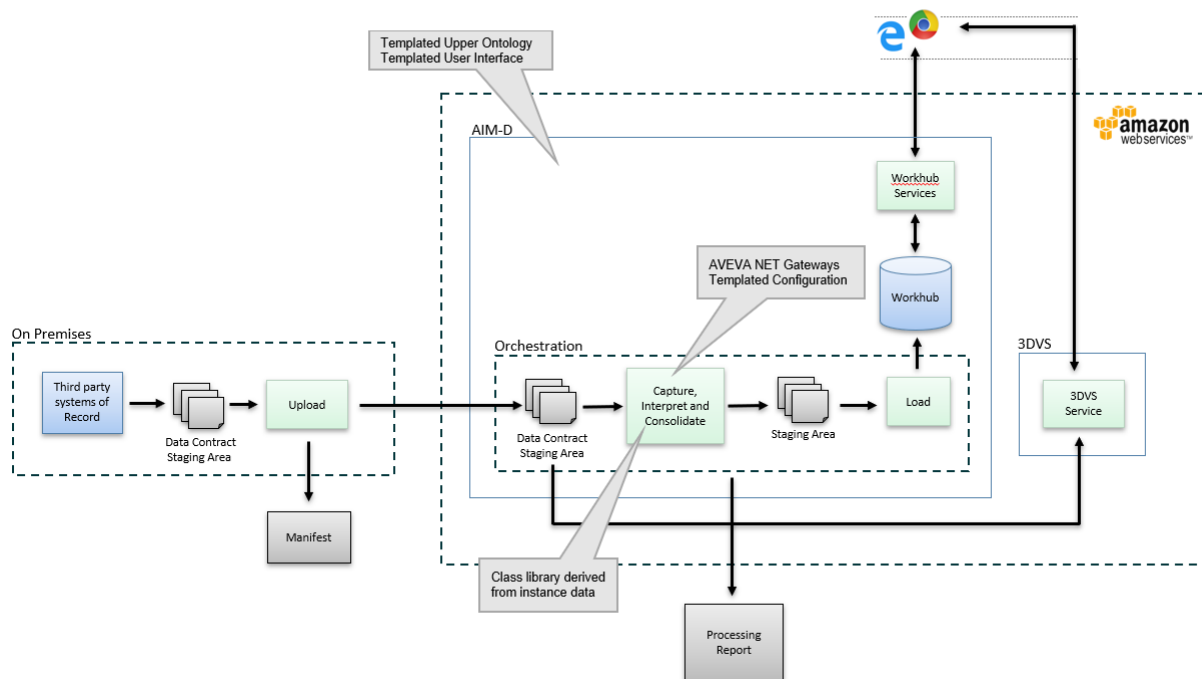 Templated Upper Ontology
Templated User Interface
amazon
webservices™
AIM-D
Workhub
Services
AVEVA NET Gateways
Templated Configuration
Workhub
On Premises
Orchestration
3DVS
Third party
systems of
Record
Data Contract
Staging Area
Upload
Data Contract
Staging Area
Capture,
Interpret and
Consolidate
Staging Area
Load
3DVS
Service
Manifest
Class library derived
from instance data
Processing
Report